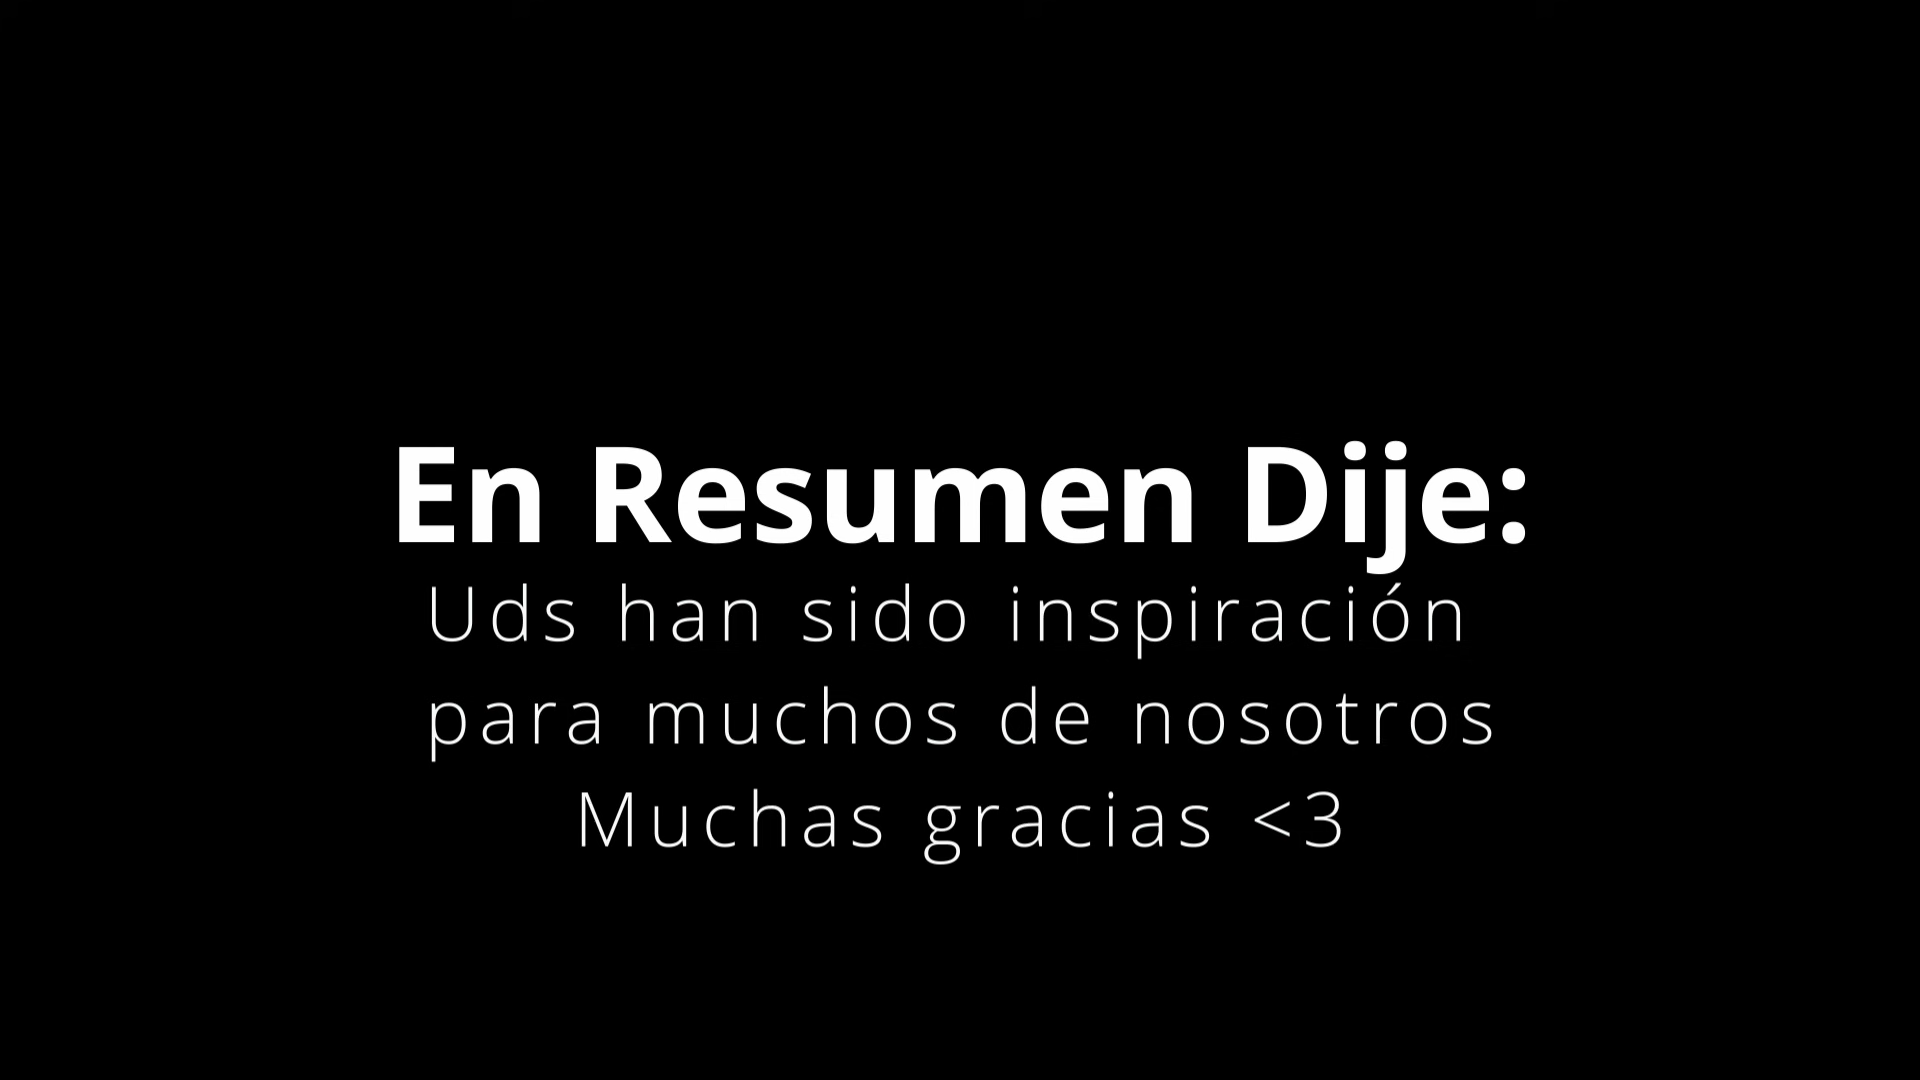 En Resumen Dije:
Uds han sido inspiración
para muchos de nosotros
Muchas gracias <3